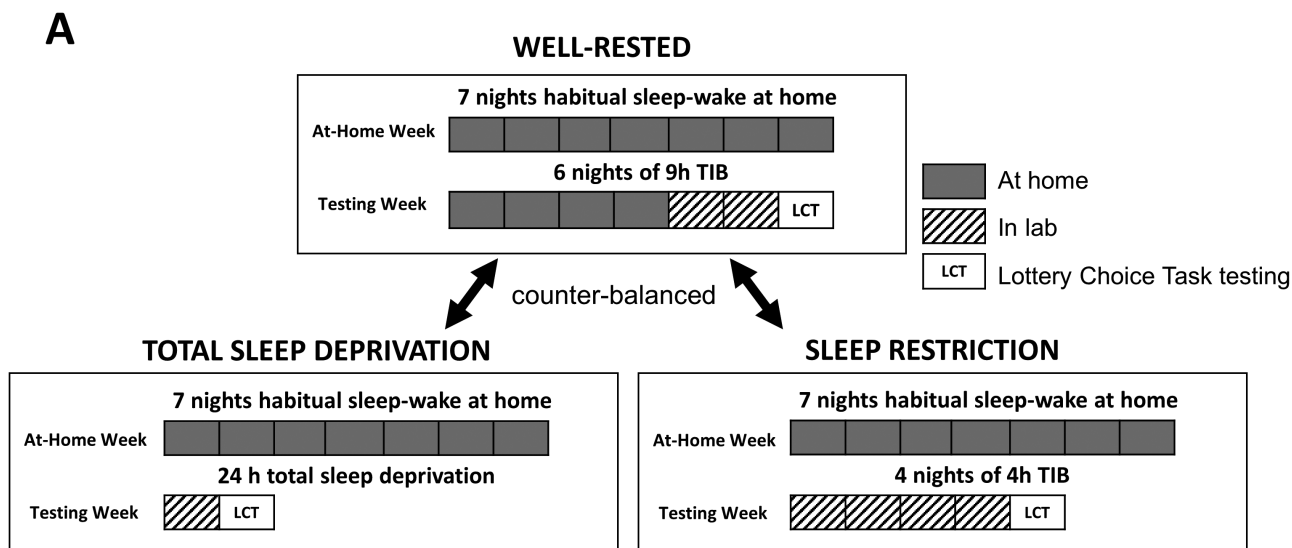 A
WELL-RESTED
7 nights habitual sleep-wake at home
At-Home Week
6 nights of 9h TIB
Testing Week
LCT
At home
In lab
LCT
Lottery Choice Task testing
counter-balanced
TOTAL SLEEP DEPRIVATION
7 nights habitual sleep-wake at home
At-Home Week
24 h total sleep deprivation
Testing Week
LCT
SLEEP RESTRICTION
7 nights habitual sleep-wake at home
At-Home Week
4 nights of 4h TIB
Testing Week
LCT